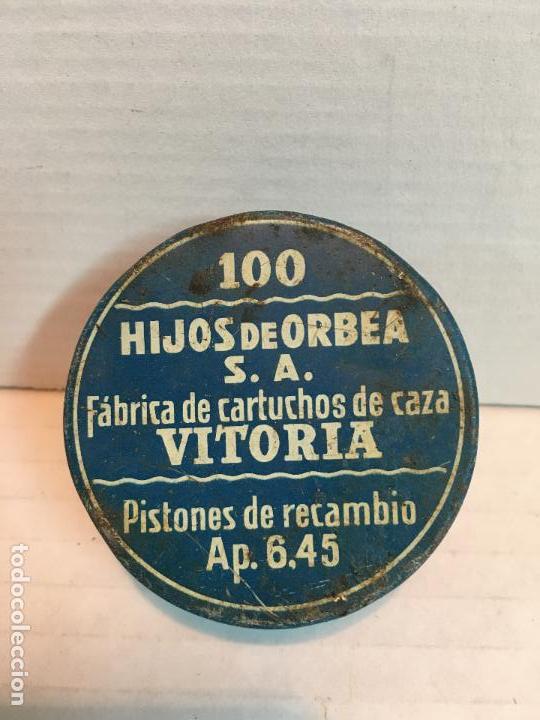 100
HIJOS DE ORBEA
S. A.
Fábrica de cartuchos de caza
VITORIA
Pistones de recambio
Ap. 6,45
todocoleccion